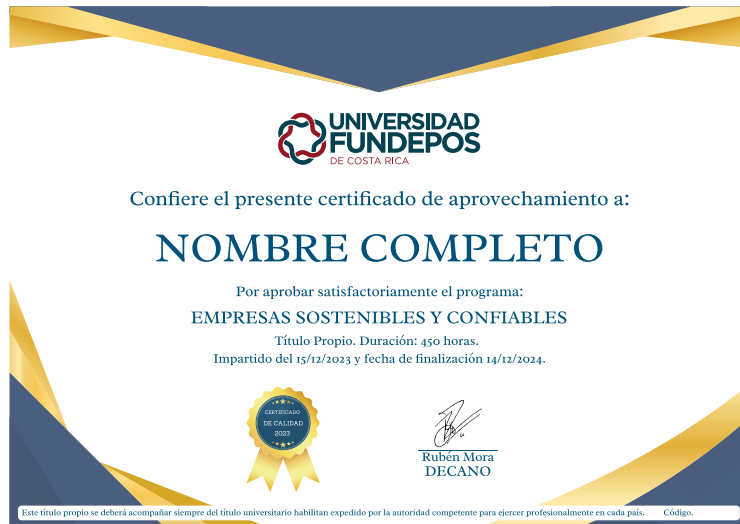 UNIVERSIDAD
FUNDEPOS
DE COSTA RICA
Confiere el presente certificado de aprovechamiento a:
NOMBRE COMPLETO
Por aprobar satisfactoriamente el programa:
EMPRESAS SOSTENIBLES Y CONFIABLES
Título Propio. Duración: 450 horas.
Impartido del 15/12/2023 y fecha de finalización 14/12/2024.
CERTIFICADO
DE CALIDAD
2023
Rubén Mora
DECANO
Este título propio se deberá acompañar siempre del título universitario habilitan expedido por la autoridad competente para ejercer profesionalmente en cada país. Código.